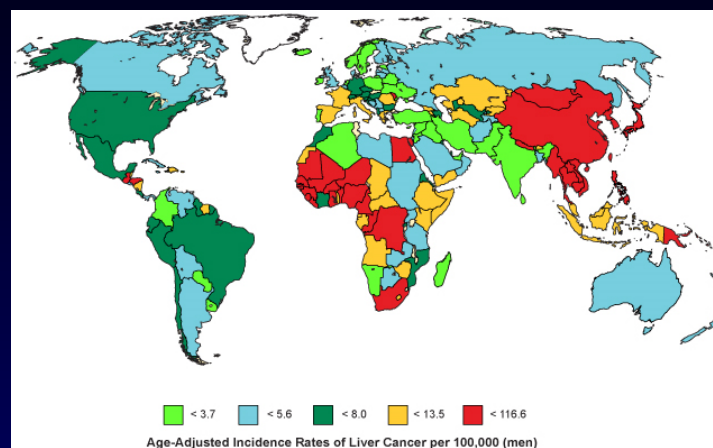 < 3.7 < 5.6 < 8.0 < 13.5 < 116.6
Age-Adjusted Incidence Rates of Liver Cancer per 100,000 (men)